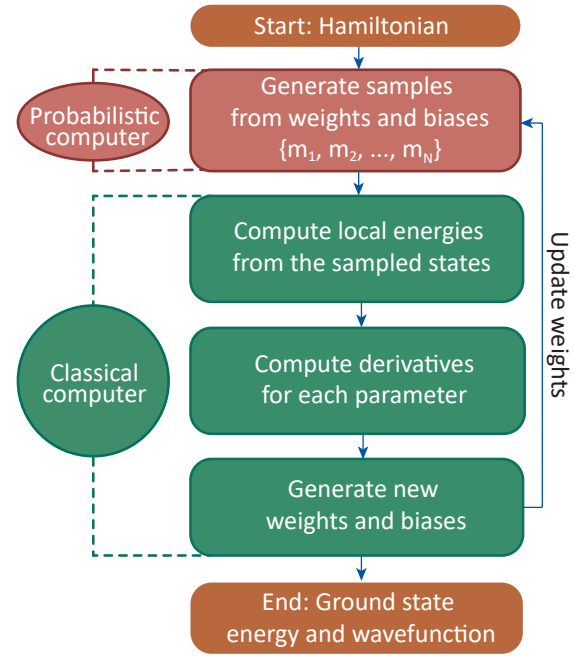 Start: Hamiltonian
Probabilistic
computer
Generate samples
from weights and biases
{m₁, m₂, ..., m_N}
Compute local energies
from the sampled states
Classical
computer
Compute derivatives
for each parameter
Update weights
Generate new
weights and biases
End: Ground state
energy and wavefunction